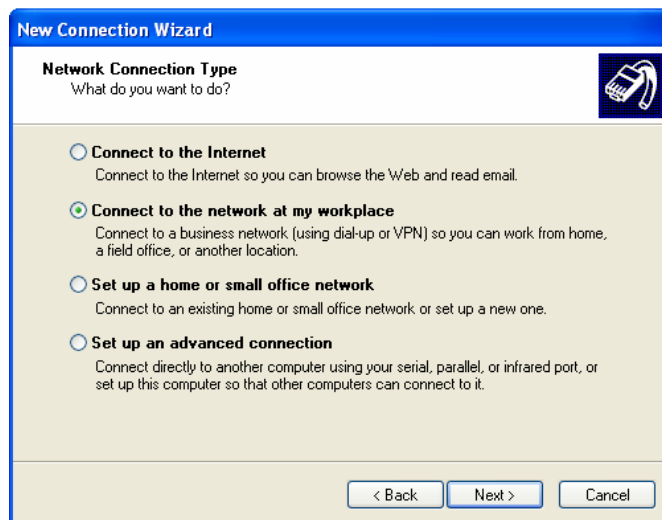 New Connection Wizard
Network Connection Type
What do you want to do?
Connect to the Internet
Connect to the Internet so you can browse the Web and read email.
Connect to the network at my workplace
Connect to a business network (using dial-up or VPN) so you can work from home,
a field office, or another location.
Set up a home or small office network
Connect to an existing home or small office network or set up a new one.
Set up an advanced connection
Connect directly to another computer using your serial, parallel, or infrared port, or
set up this computer so that other computers can connect to it.
< Back Next > Cancel